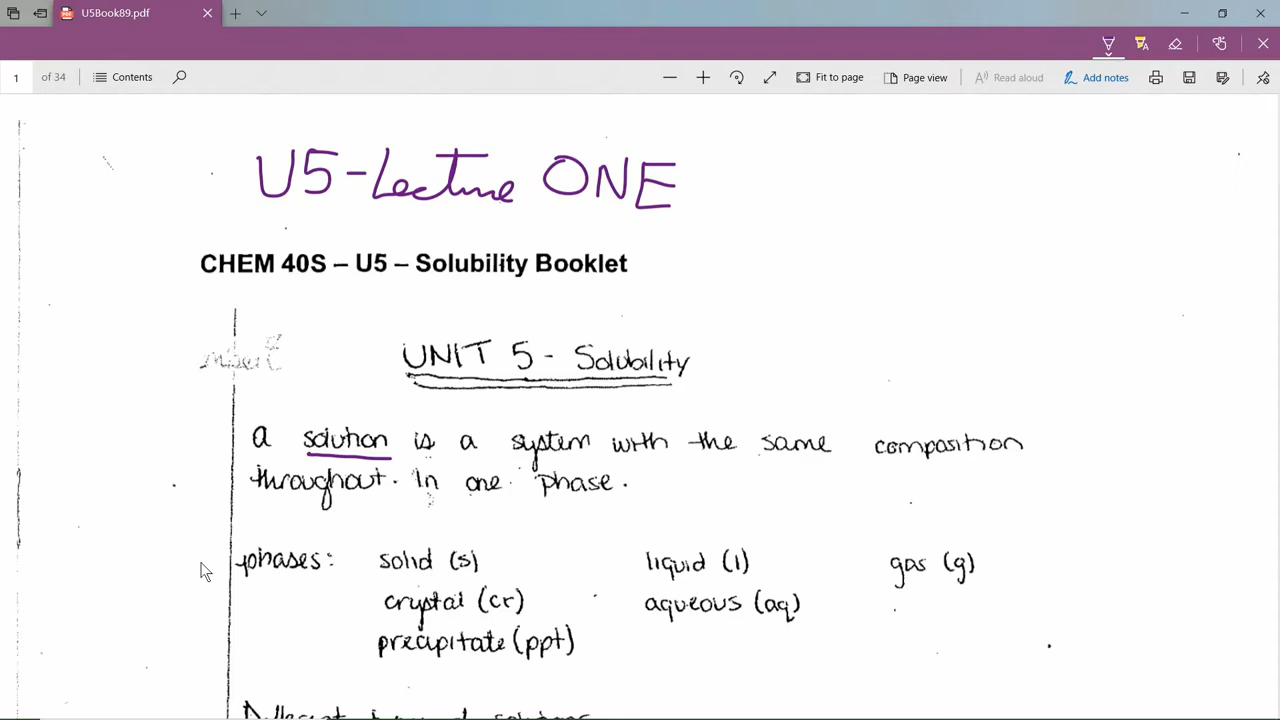 U5Book89.pdf
1 of 34 Contents Fit to page Page view Read aloud Add notes
U5-Lecture ONE
CHEM 40S – U5 – Solubility Booklet
UNIT 5 - Solubility
a solution is a system with the same composition
throughout. In one phase.
phases: solid (s) liquid (l) gas (g)
crystal (cr) aqueous (aq)
precipitate (ppt)